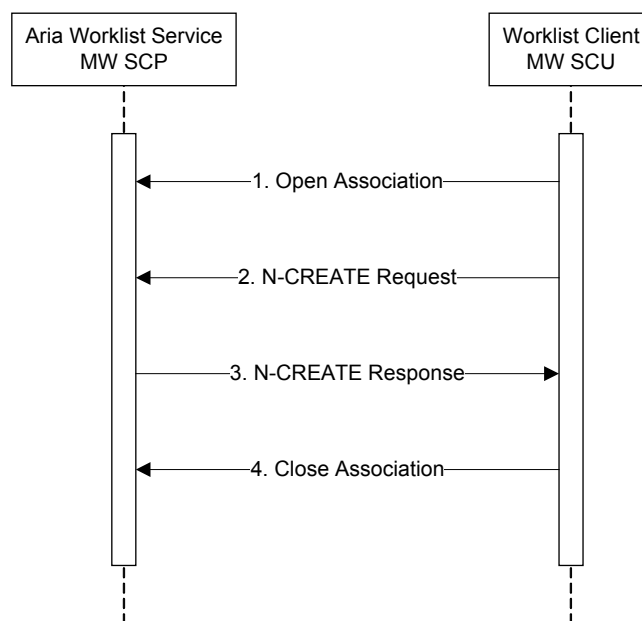 Aria Worklist Service
MW SCP
Worklist Client
MW SCU
1. Open Association
2. N-CREATE Request
3. N-CREATE Response
4. Close Association